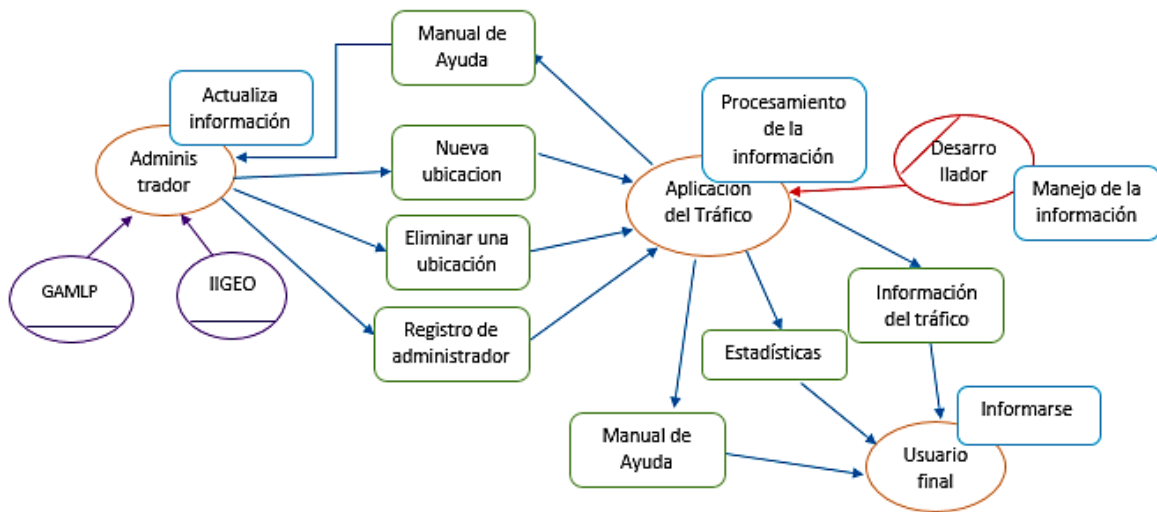 Manual de
Ayuda
Actualiza
información
Adminis
trador
Nueva
ubicacion
Procesamiento
de la
información
Aplicación
del Tráfico
Desarro
llador
Manejo de la
información
GAMLP
IIGEO
Eliminar una
ubicación
Registro de
administrador
Información
del tráfico
Estadísticas
Manual de
Ayuda
Informarse
Usuario
final